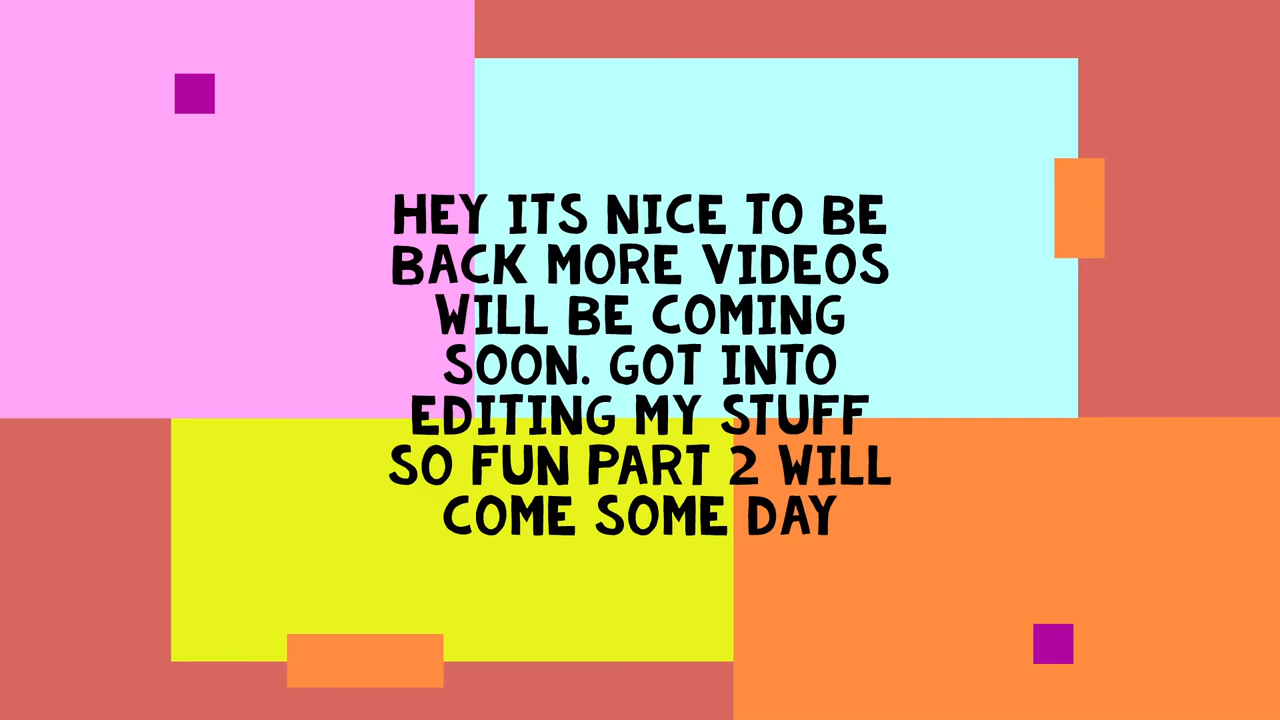 HEY ITS NICE TO BE
BACK MORE VIDEOS
WILL BE COMING
SOON. GOT INTO
EDITING MY STUFF
SO FUN PART 2 WILL
COME SOME DAY